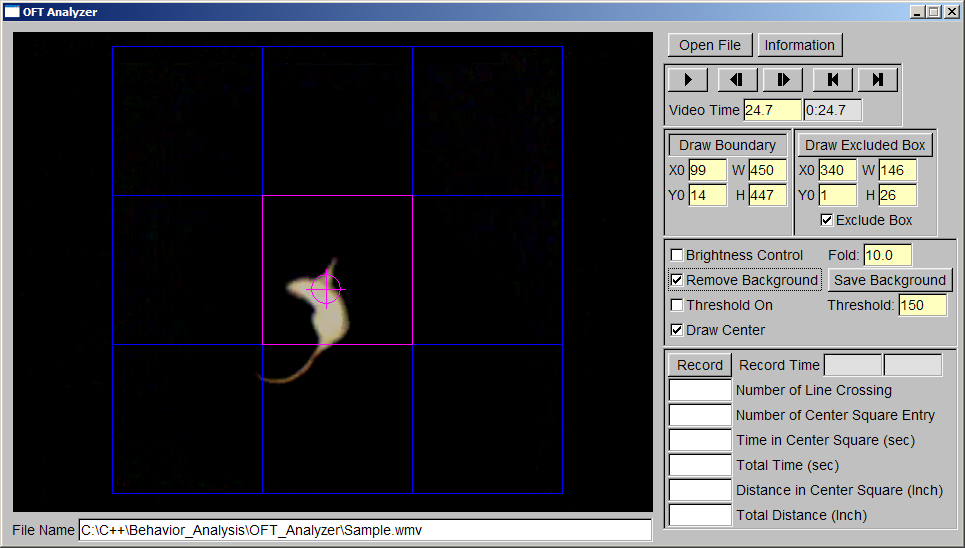 OFT Analyzer
Open File Information
Video Time 24.7 0:24.7
Draw Boundary Draw Excluded Box
X0 99 W 450 X0 340 W 146
Y0 14 H 447 Y0 1 H 26
Exclude Box
Brightness Control Fold: 10.0
Remove Background Save Background
Threshold On Threshold: 150
Draw Center
Record Record Time
Number of Line Crossing
Number of Center Square Entry
Time in Center Square (sec)
Total Time (sec)
Distance in Center Square (Inch)
Total Distance (Inch)
File Name C:\C++\Behavior_Analysis\OFT_Analyzer\Sample.wmv